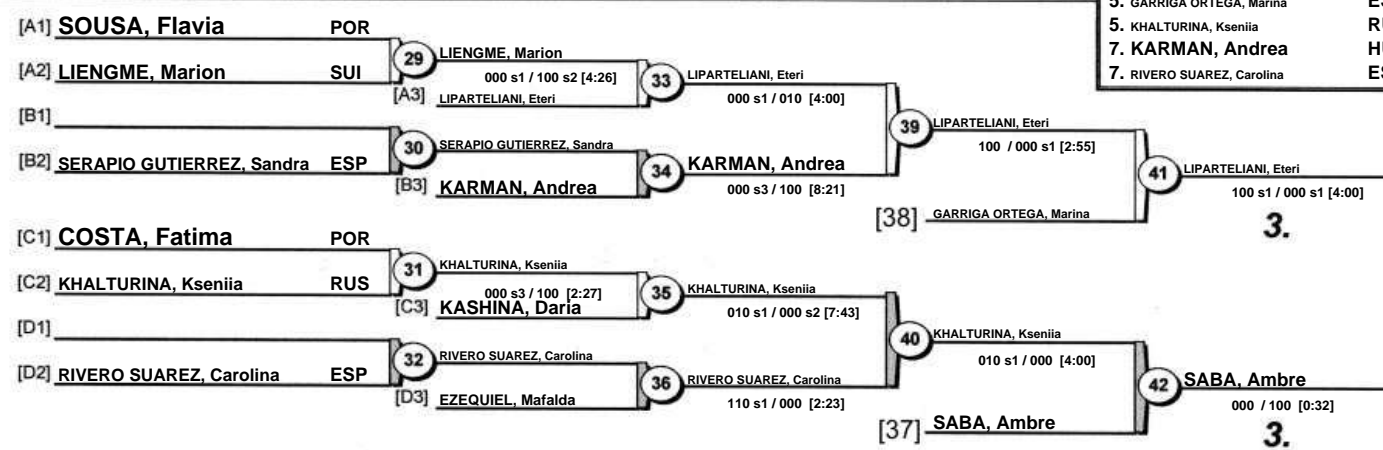 5. GARRIGA ORTEGA, Marina ES
5. KHALTURINA, Kseniia RU
7. KARMAN, Andrea HU
7. RIVERO SUAREZ, Carolina ES
[A1] SOUSA, Flavia POR
[A2] LIENGME, Marion SUI
29
LIENGME, Marion
000 s1 / 100 s2 [4:26]
[A3] LIPARTELIANI, Eteri
33
LIPARTELIANI, Eteri
000 s1 / 010 [4:00]
[B1]
[B2] SERAPIO GUTIERREZ, Sandra ESP
30
SERAPIO GUTIERREZ, Sandra
[B3] KARMAN, Andrea
34
KARMAN, Andrea
000 s3 / 100 [8:21]
39
LIPARTELIANI, Eteri
100 / 000 s1 [2:55]
[38] GARRIGA ORTEGA, Marina
41
LIPARTELIANI, Eteri
100 s1 / 000 s1 [4:00]
3.
[C1] COSTA, Fatima POR
[C2] KHALTURINA, Kseniia RUS
31
KHALTURINA, Kseniia
000 s3 / 100 [2:27]
[C3] KASHINA, Daria
35
KHALTURINA, Kseniia
010 s1 / 000 s2 [7:43]
[D1]
[D2] RIVERO SUAREZ, Carolina ESP
32
RIVERO SUAREZ, Carolina
[D3] EZEQUIEL, Mafalda
36
RIVERO SUAREZ, Carolina
110 s1 / 000 [2:23]
40
KHALTURINA, Kseniia
010 s1 / 000 [4:00]
[37] SABA, Ambre
42
SABA, Ambre
000 / 100 [0:32]
3.